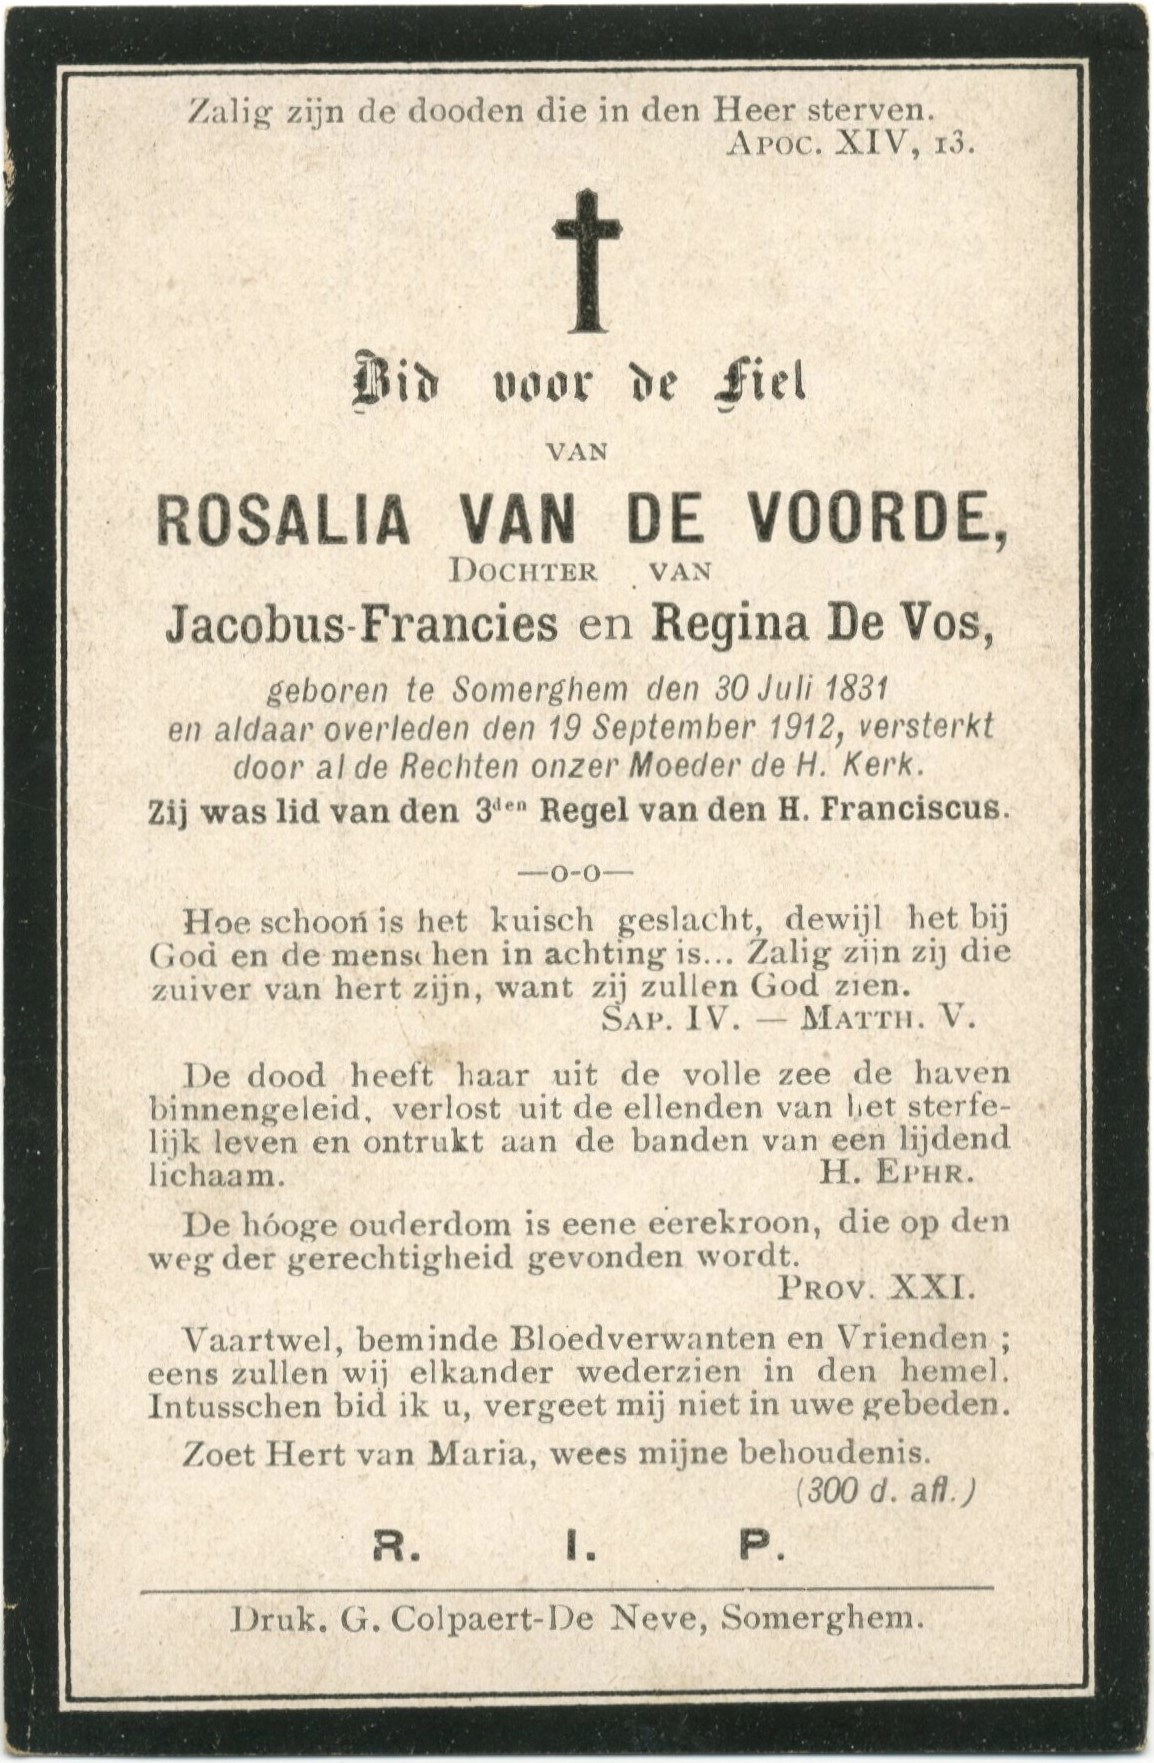 Zalig zijn de dooden die in den Heer sterven.
Apoc. XIV, 13.
Bid voor de Ziel
VAN
ROSALIA VAN DE VOORDE,
Dochter van
Jacobus-Francies en Regina De Vos,
geboren te Somerghem den 30 Juli 1831
en aldaar overleden den 19 September 1912, versterkt
door al de Rechten onzer Moeder de H. Kerk.
Zij was lid van den 3den Regel van den H. Franciscus.
—o-o—
Hoe schoon is het kuisch geslacht, dewijl het bij
God en de menschen in achting is... Zalig zijn zij die
zuiver van hert zijn, want zij zullen God zien.
Sap. IV. — Matth. V.
De dood heeft haar uit de volle zee de haven
binnengeleid, verlost uit de ellenden van het sterfe-
lijk leven en ontrukt aan de banden van een lijdend
lichaam. H. Ephr.
De hóoge ouderdom is eene eerekroon, die op den
weg der gerechtigheid gevonden wordt.
Prov. XXI.
Vaartwel, beminde Bloedverwanten en Vrienden ;
eens zullen wij elkander wederzien in den hemel.
Intusschen bid ik u, vergeet mij niet in uwe gebeden.
Zoet Hert van Maria, wees mijne behoudenis.
(300 d. afl.)
R. I. P.
Druk. G. Colpaert-De Neve, Somerghem.